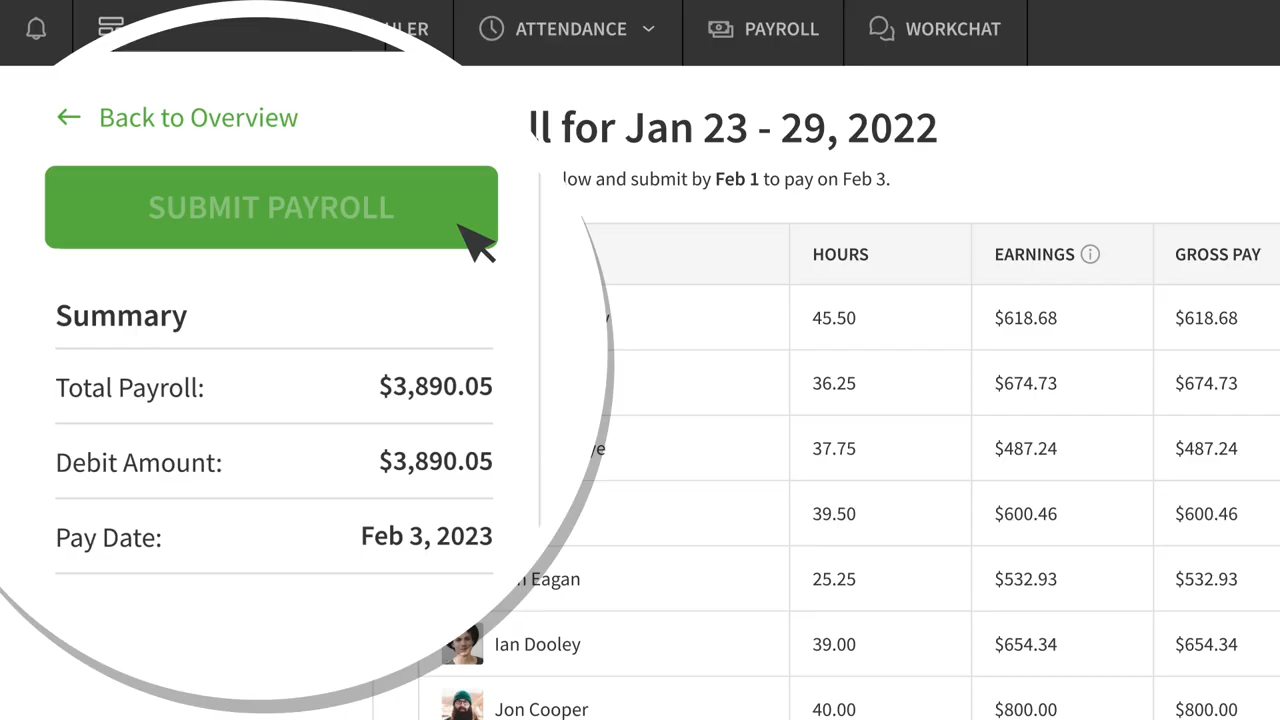 ATTENDANCE
PAYROLL
WORKCHAT
Back to Overview
SUBMIT PAYROLL
Summary
Total Payroll: $3,890.05
Debit Amount: $3,890.05
Pay Date: Feb 3, 2023
for Jan 23 - 29, 2022
and submit by Feb 1 to pay on Feb 3.
HOURS EARNINGS GROSS PAY
45.50 $618.68 $618.68
36.25 $674.73 $674.73
37.75 $487.24 $487.24
39.50 $600.46 $600.46
Eagan 25.25 $532.93 $532.93
Ian Dooley 39.00 $654.34 $654.34
Jon Cooper 40.00 $800.00 $800.00